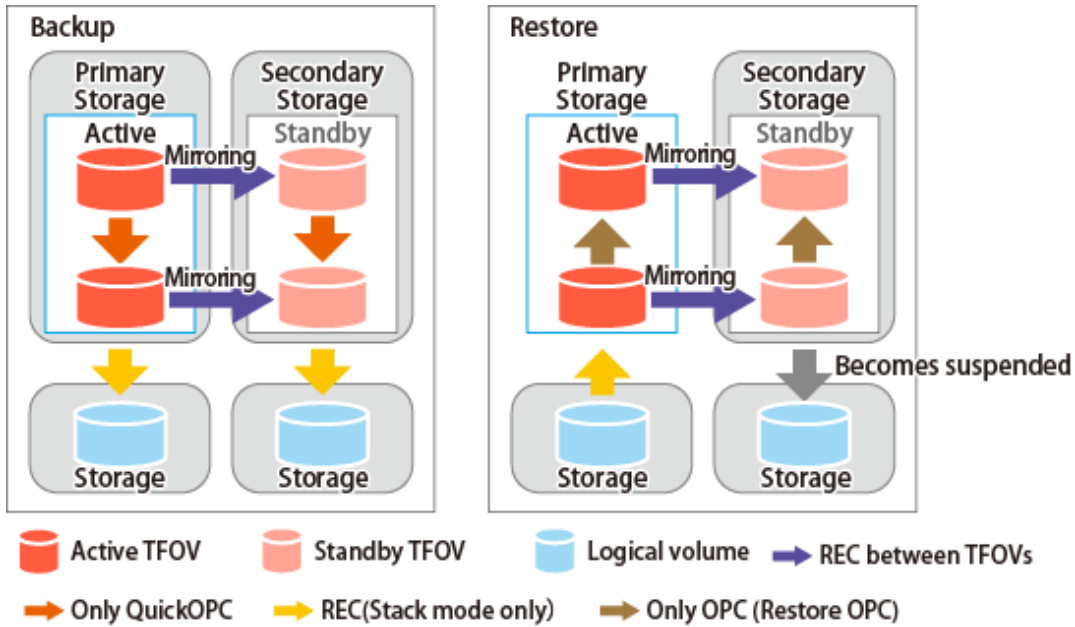 Backup
Primary
Storage
Secondary
Storage
Active
Standby
Mirroring
Mirroring
Storage
Storage
Restore
Primary
Storage
Secondary
Storage
Active
Standby
Mirroring
Mirroring
Becomes suspended
Storage
Storage
Active TFOV
Standby TFOV
Logical volume
REC between TFOVs
Only QuickOPC
REC(Stack mode only)
Only OPC (Restore OPC)